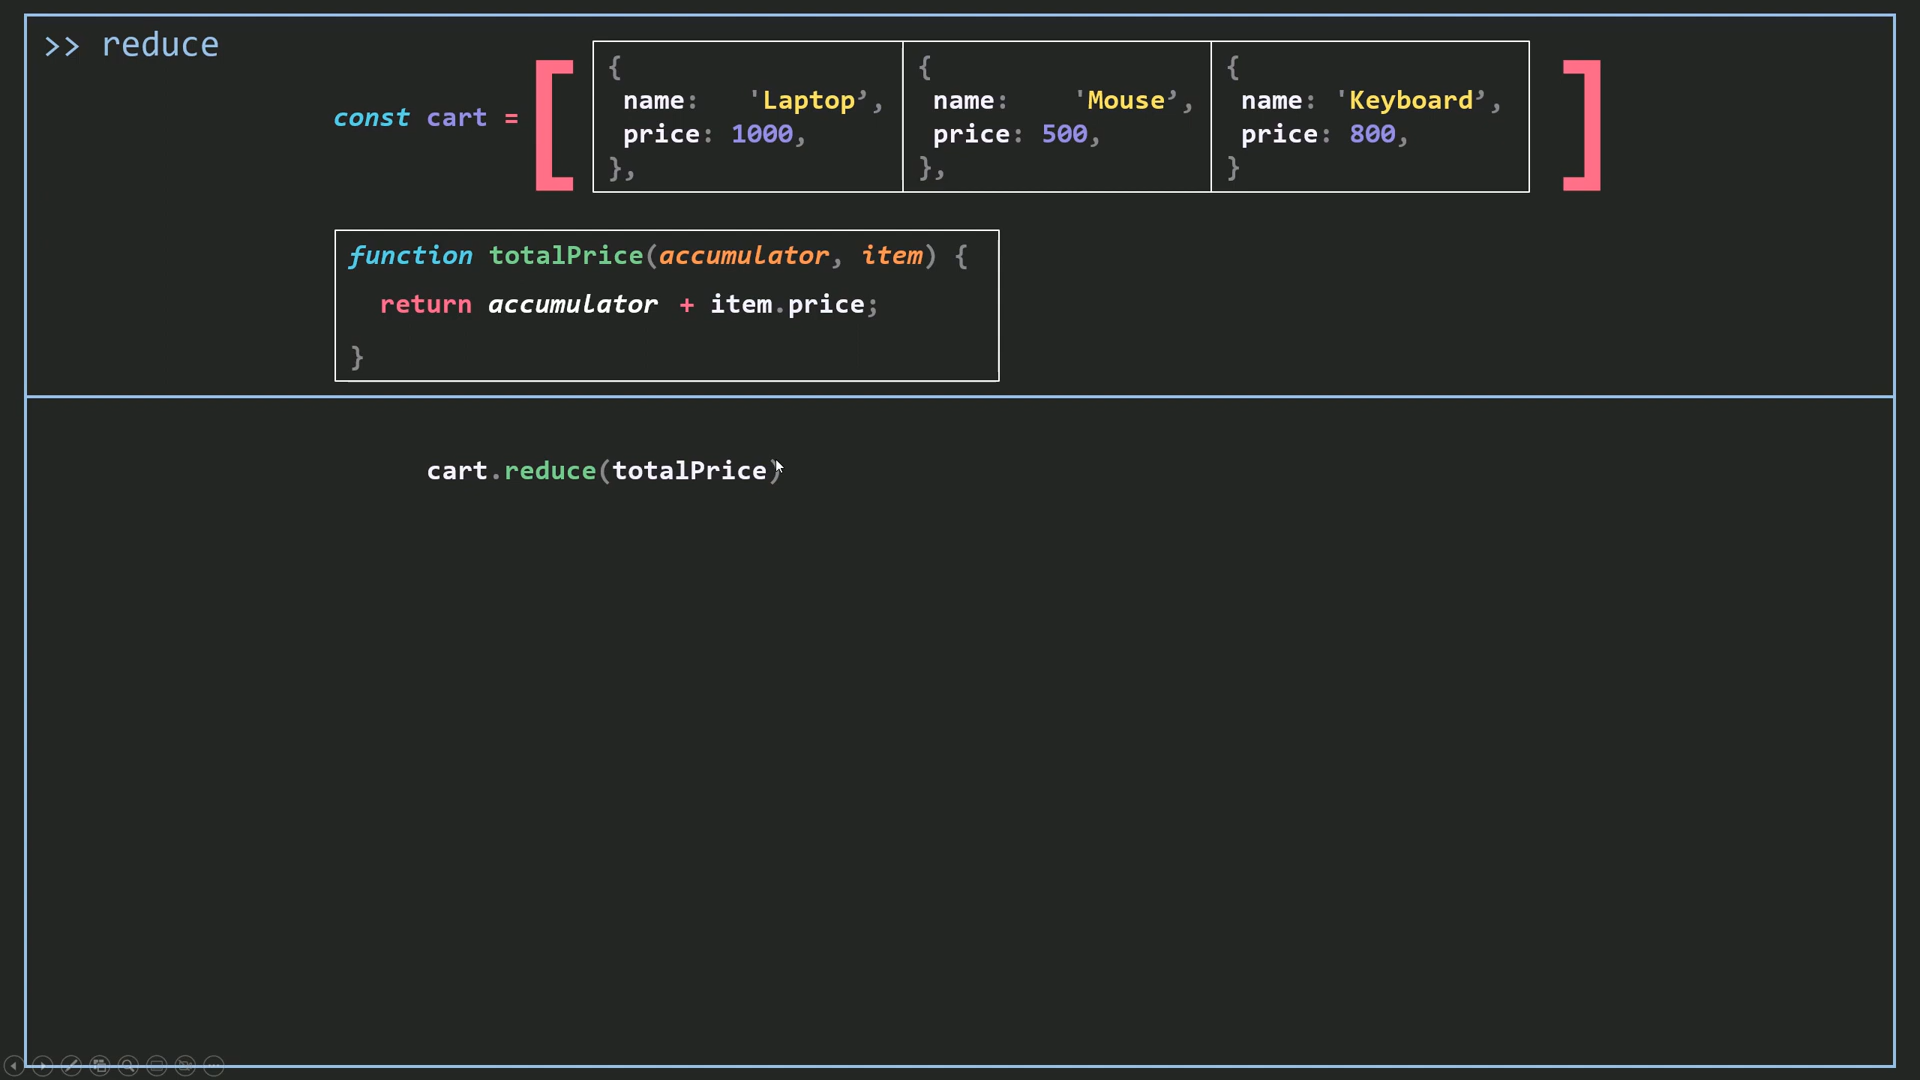 >> reduce
const cart = [
{
name: 'Laptop’,
price: 1000,
},
{
name: 'Mouse’,
price: 500,
},
{
name: 'Keyboard’,
price: 800,
}
]
function totalPrice(accumulator, item) {
return accumulator + item.price;
}
cart.reduce(totalPrice)